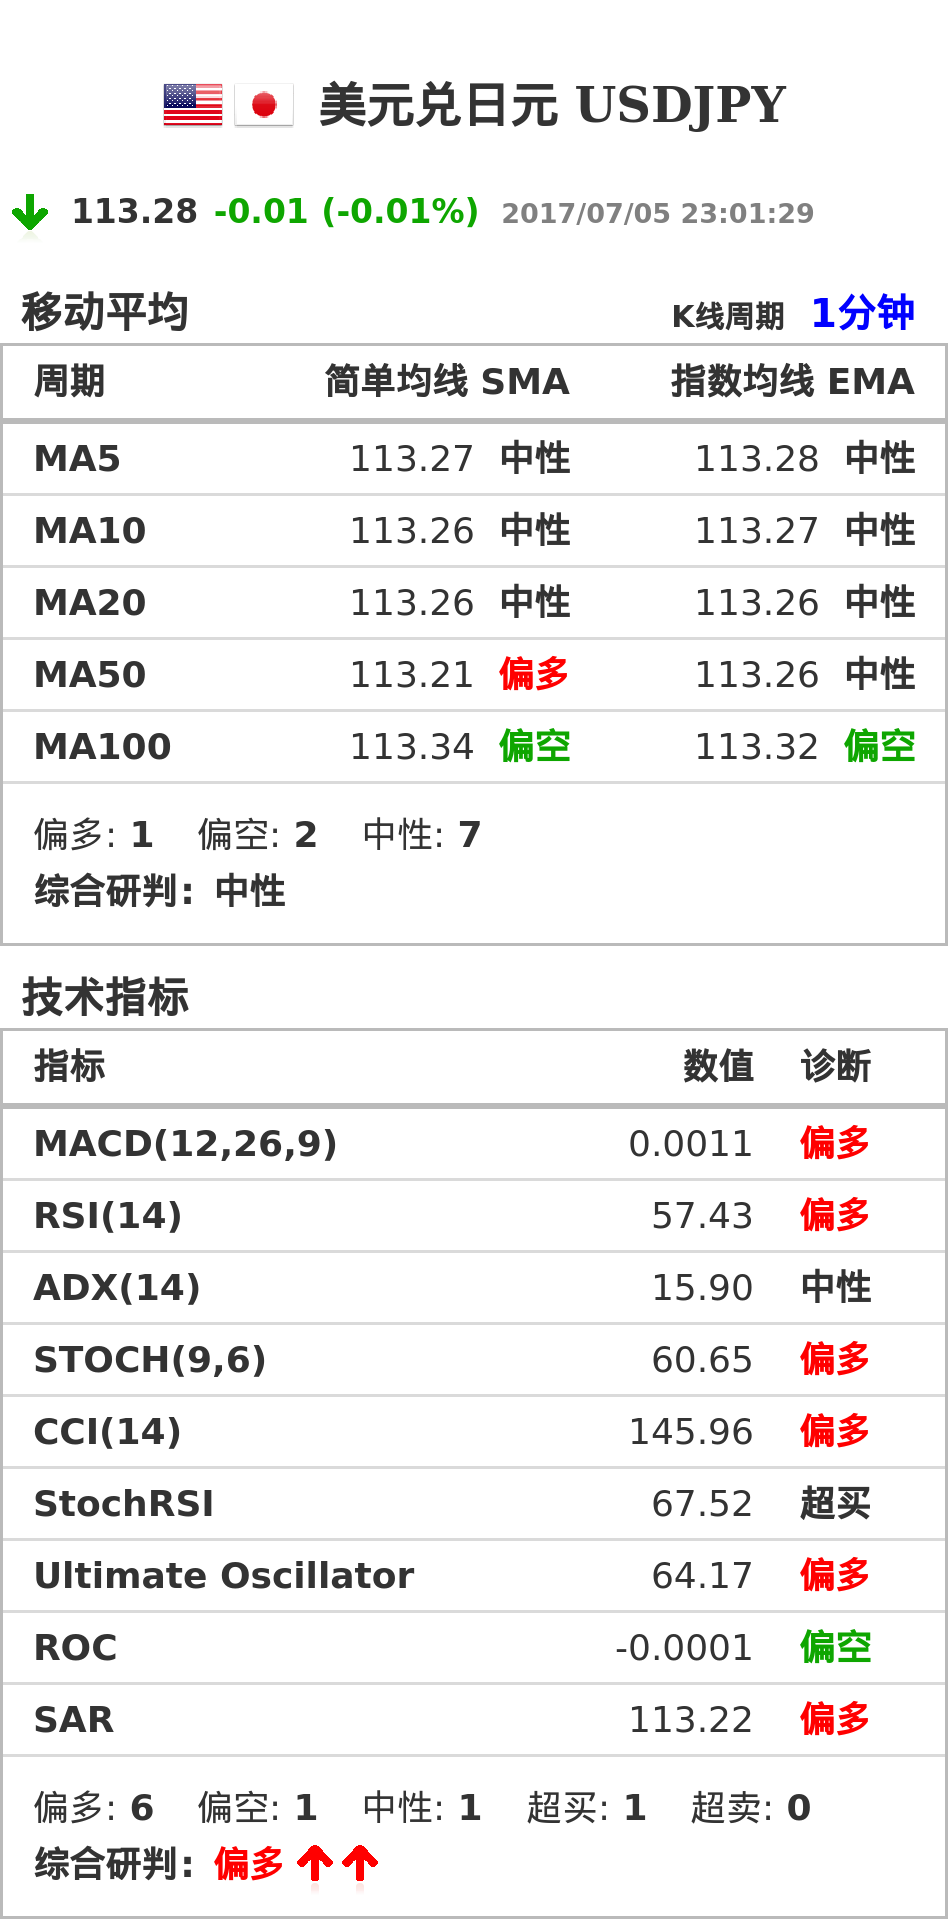 美元兑日元 USDJPY
113.28 -0.01 (-0.01%) 2017/07/05 23:01:29
移动平均 K线周期 1分钟
周期 简单均线 SMA 指数均线 EMA
MA5 113.27 中性 113.28 中性
MA10 113.26 中性 113.27 中性
MA20 113.26 中性 113.26 中性
MA50 113.21 偏多 113.26 中性
MA100 113.34 偏空 113.32 偏空
偏多: 1 偏空: 2 中性: 7
综合研判: 中性
技术指标
指标 数值 诊断
MACD(12,26,9) 0.0011 偏多
RSI(14) 57.43 偏多
ADX(14) 15.90 中性
STOCH(9,6) 60.65 偏多
CCI(14) 145.96 偏多
StochRSI 67.52 超买
Ultimate Oscillator 64.17 偏多
ROC -0.0001 偏空
SAR 113.22 偏多
偏多: 6 偏空: 1 中性: 1 超买: 1 超卖: 0
综合研判: 偏多